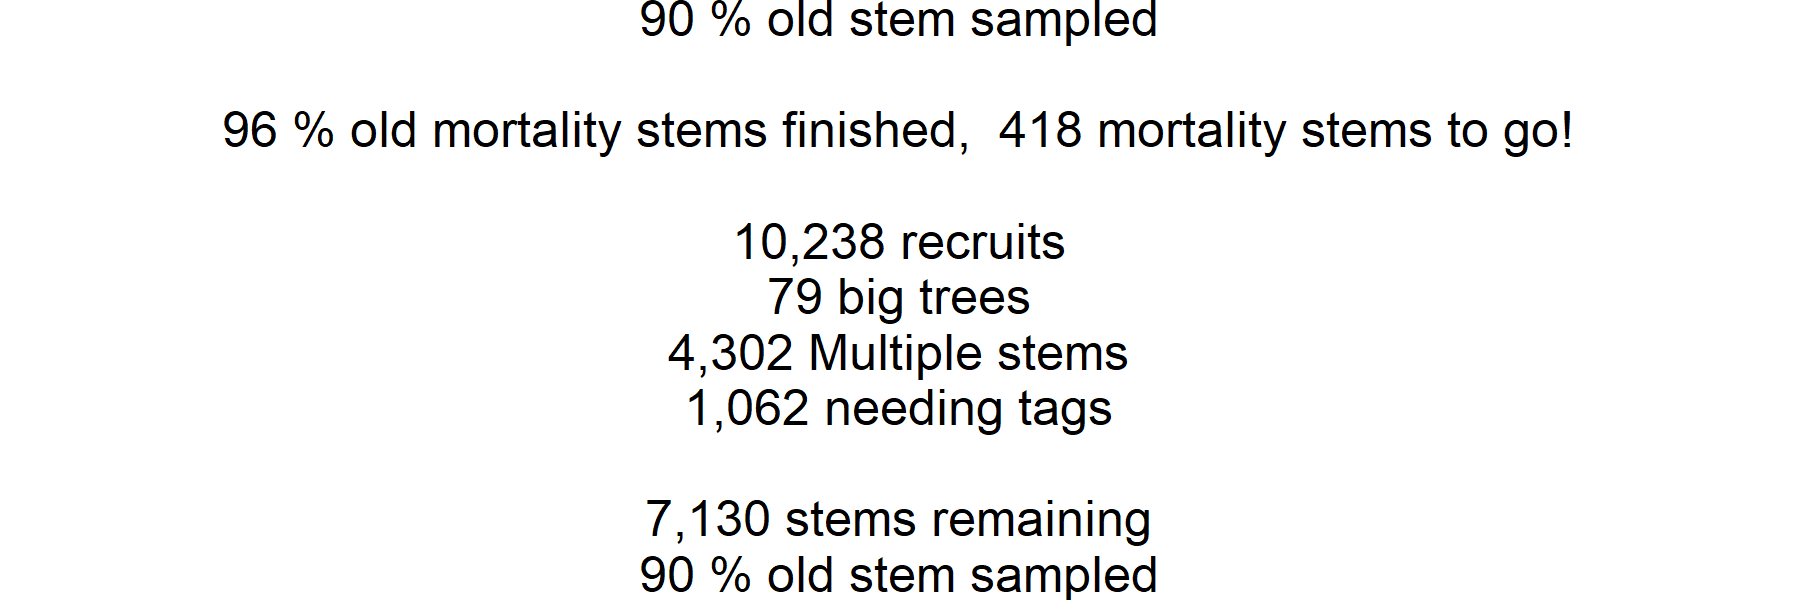 90 % old stem sampled
96 % old mortality stems finished,  418 mortality stems to go!
10,238 recruits
79 big trees
4,302 Multiple stems
1,062 needing tags
7,130 stems remaining
90 % old stem sampled